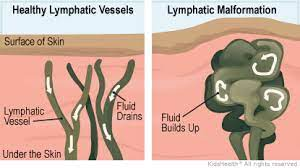 Healthy Lymphatic Vessels
Surface of Skin
Lymphatic
Vessel
Fluid
Drains
Under the Skin
Lymphatic Malformation
Fluid
Builds Up
KidsHealth® All rights reserved.